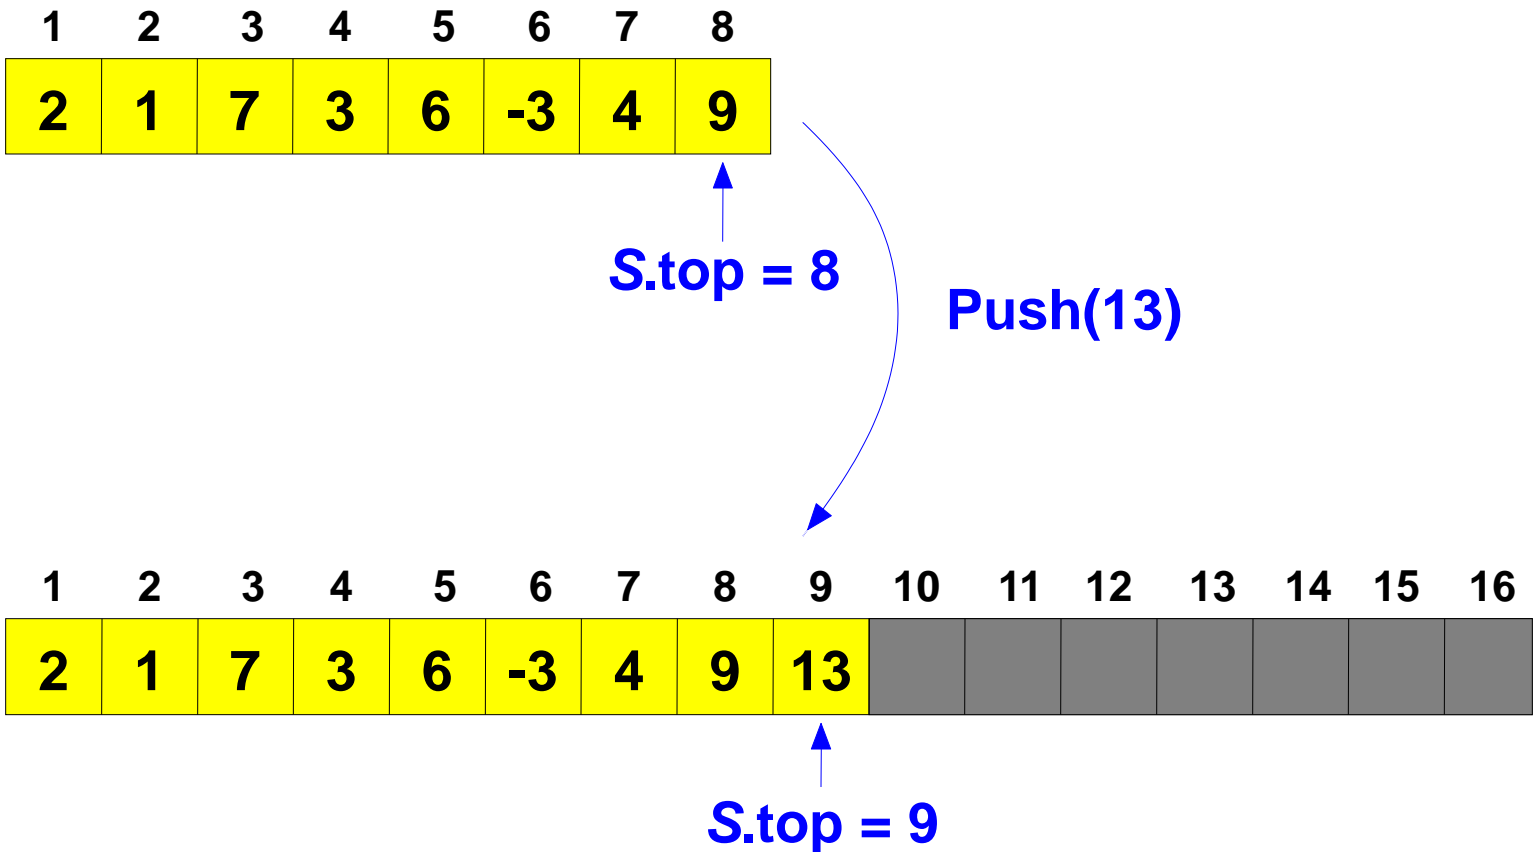 1 2 3 4 5 6 7 8
2 1 7 3 6 -3 4 9
S.top = 8
Push(13)
1 2 3 4 5 6 7 8 9 10 11 12 13 14 15 16
2 1 7 3 6 -3 4 9 13
S.top = 9